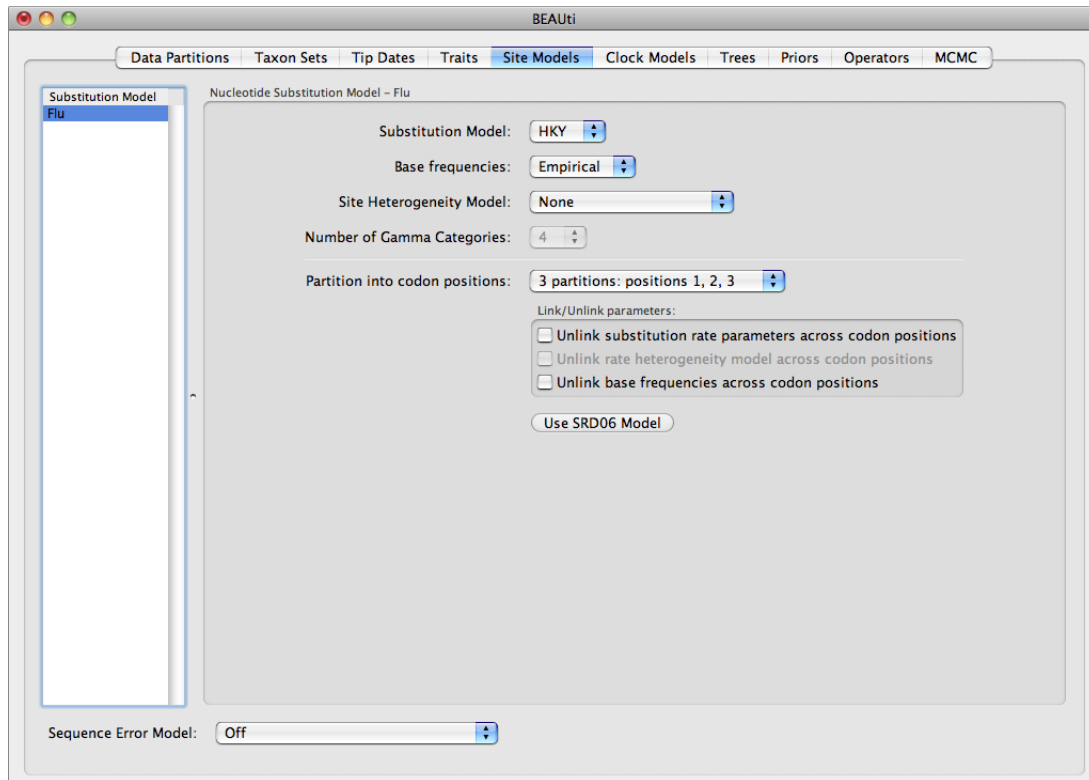 BEAUti
Data Partitions Taxon Sets Tip Dates Traits Site Models Clock Models Trees Priors Operators MCMC
Substitution Model
Flu
Nucleotide Substitution Model – Flu
Substitution Model: HKY
Base frequencies: Empirical
Site Heterogeneity Model: None
Number of Gamma Categories: 4
Partition into codon positions: 3 partitions: positions 1, 2, 3
Link/Unlink parameters:
Unlink substitution rate parameters across codon positions
Unlink rate heterogeneity model across codon positions
Unlink base frequencies across codon positions
Use SRD06 Model
Sequence Error Model: Off